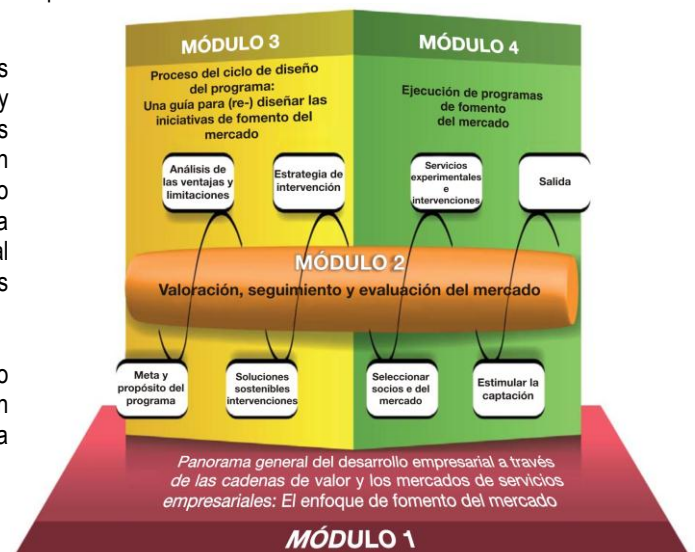 MÓDULO 3
Proceso del ciclo de diseño
del programa:
Una guía para (re-) diseñar las
iniciativas de fomento del
mercado
MÓDULO 4
Ejecución de programas
de fomento
del mercado
Análisis de
las ventajas y
limitaciones
Estrategia de
intervención
Servicios
experimentales
e
intervenciones
Salida
MÓDULO 2
Valoración, seguimiento y evaluación del mercado
Meta y
propósito del
programa
Soluciones
sostenibles
intervenciones
Seleccionar
socios e del
mercado
Estimular la
captación
Panorama general del desarrollo empresarial a través
de las cadenas de valor y los mercados de servicios
empresariales: El enfoque de fomento del mercado
MÓDULO 1